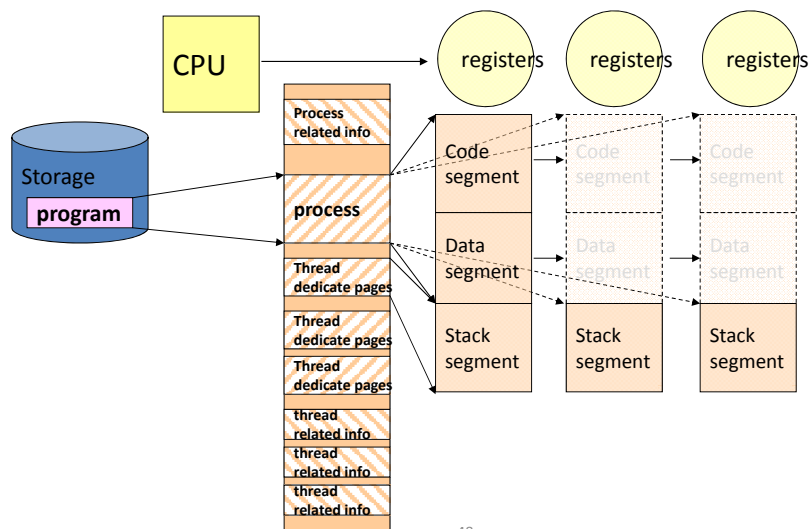 CPU
registers
registers
registers
Process
related info
Storage
program
process
Code
segment
Code
segment
Code
segment
Data
segment
Data
segment
Data
segment
Thread
dedicate pages
Thread
dedicate pages
Thread
dedicate pages
Stack
segment
Stack
segment
Stack
segment
thread
related info
thread
related info
thread
related info